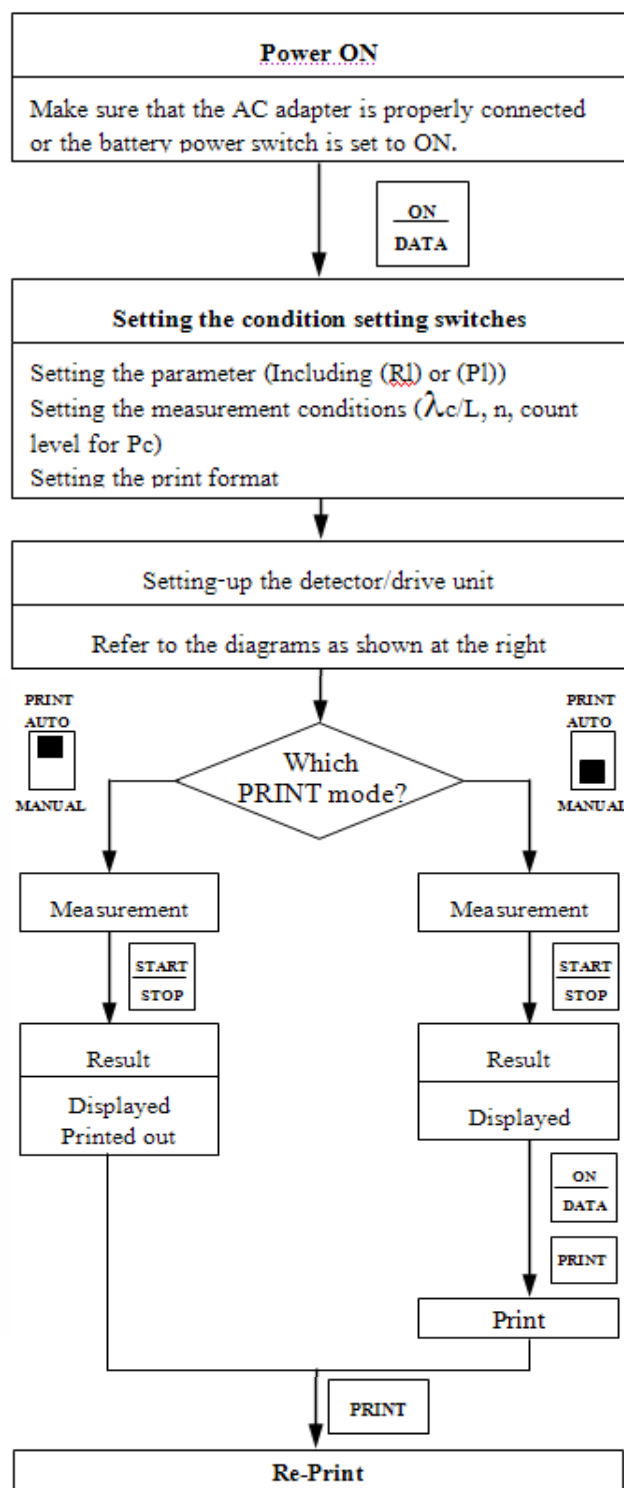 Power ON
Make sure that the AC adapter is properly connected
or the battery power switch is set to ON.
ON
DATA
Setting the condition setting switches
Setting the parameter (Including (Rl) or (Pl))
Setting the measurement conditions (λc/L, n, count
level for Pc)
Setting the print format
Setting-up the detector/drive unit
Refer to the diagrams as shown at the right
PRINT
AUTO
MANUAL
Which
PRINT mode?
PRINT
AUTO
MANUAL
Measurement
Measurement
START
STOP
START
STOP
Result
Displayed
Printed out
Result
Displayed
ON
DATA
PRINT
Print
PRINT
Re-Print